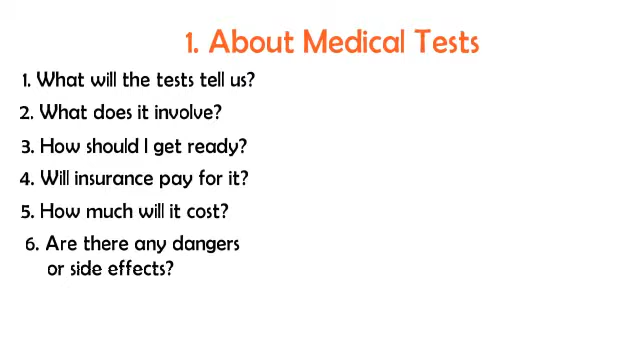 1. About Medical Tests
1. What will the tests tell us?
2. What does it involve?
3. How should I get ready?
4. Will insurance pay for it?
5. How much will it cost?
6. Are there any dangers
or side effects?